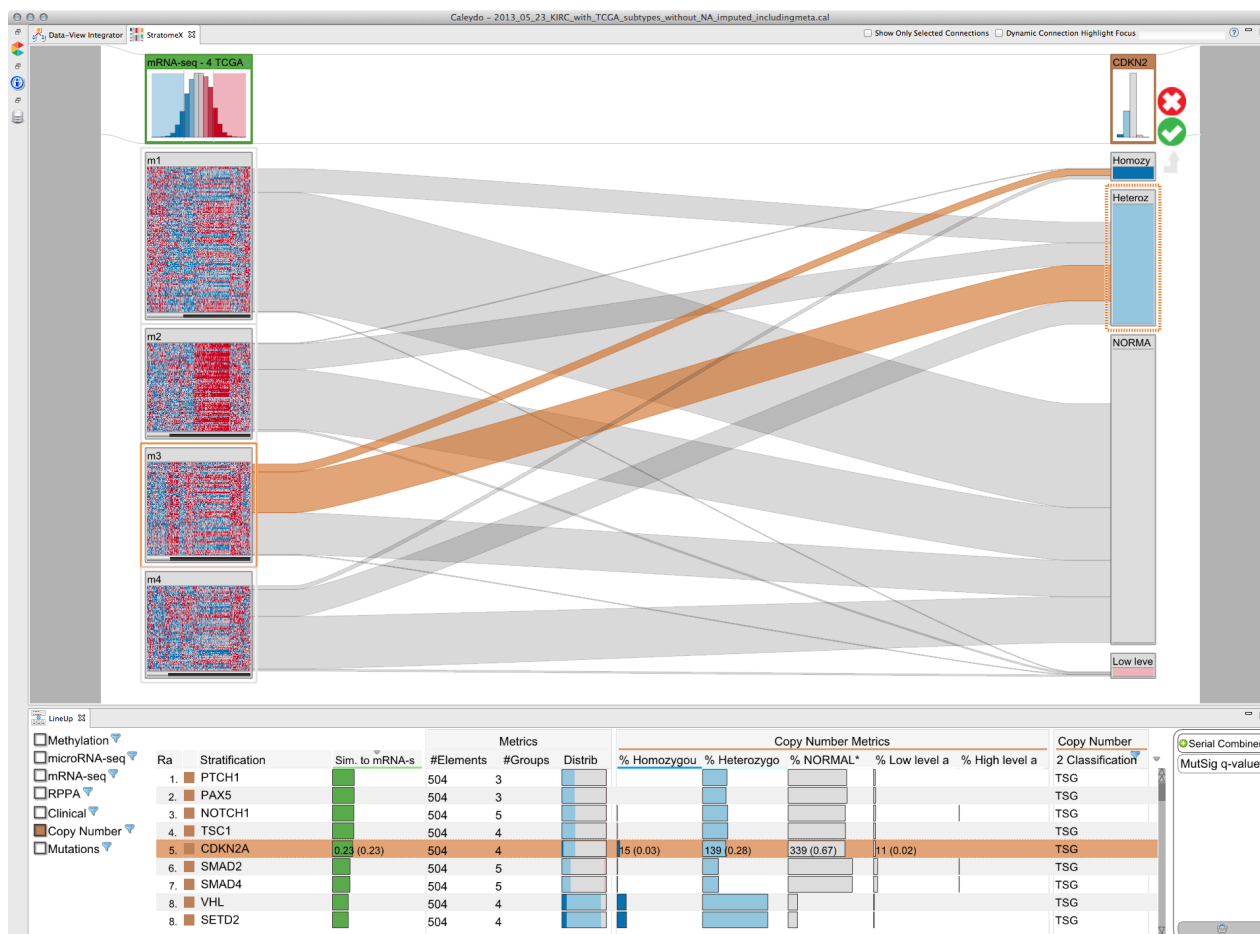 Caleydo - 2013_05_23_KIRC_with_TCGA_subtypes_without_NA_imputed_includingmeta.cal
Data-View Integrator StratomeX Show Only Selected Connections Dynamic Connection Highlight Focus
mRNA-seq - 4 TCGA
CDKN2
m1
Homozy
Heteroz
m2
NORMA
m3
m4
Low leve
LineUp
Methylation
microRNA-seq
mRNA-seq
RPPA
Clinical
Copy Number
Mutations
Metrics Copy Number Metrics Copy Number
Ra Stratification Sim. to mRNA-s #Elements #Groups Distrib % Homozygou % Heterozygo % NORMAL* % Low level a % High level a 2 Classification
1. PTCH1 504 3 TSG
2. PAX5 504 3 TSG
3. NOTCH1 504 5 TSG
4. TSC1 504 4 TSG
5. CDKN2A 0.23 (0.23) 504 4 15 (0.03) 139 (0.28) 339 (0.67) 11 (0.02) TSG
6. SMAD2 504 5 TSG
7. SMAD4 504 5 TSG
8. VHL 504 4 TSG
8. SETD2 504 4 TSG
Serial Combiner
MutSig q-value